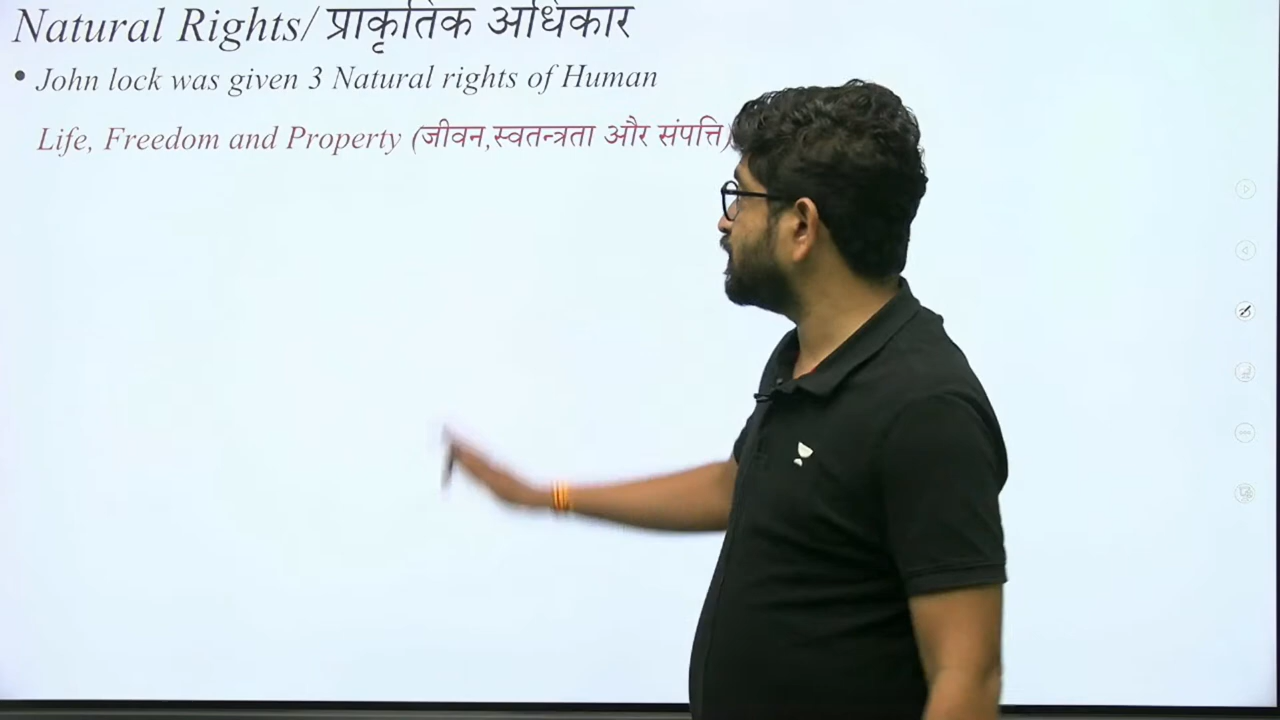 Natural Rights/ प्राकृतिक अधिकार
• John lock was given 3 Natural rights of Human
Life, Freedom and Property (जीवन,स्वतन्त्रता और संपत्ति)